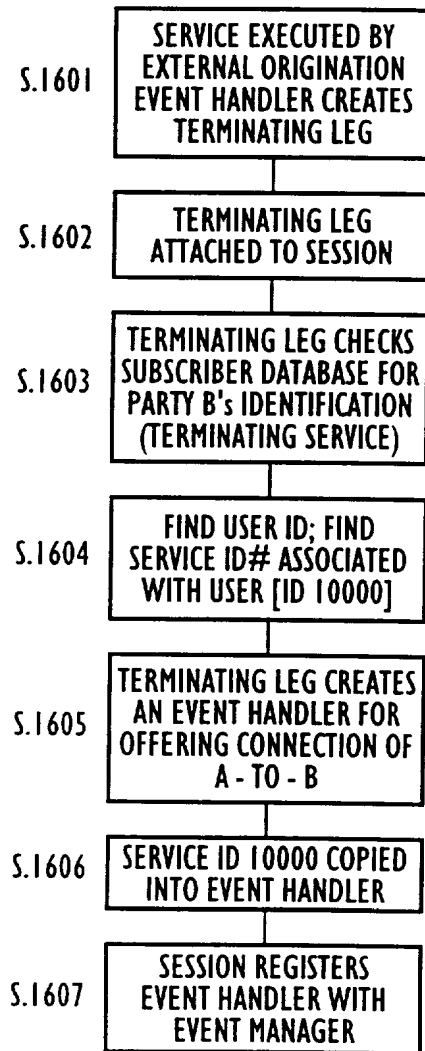 S.1601
SERVICE EXECUTED BY
EXTERNAL ORIGINATION
EVENT HANDLER CREATES
TERMINATING LEG
S.1602
TERMINATING LEG
ATTACHED TO SESSION
S.1603
TERMINATING LEG CHECKS
SUBSCRIBER DATABASE FOR
PARTY B's IDENTIFICATION
(TERMINATING SERVICE)
S.1604
FIND USER ID; FIND
SERVICE ID# ASSOCIATED
WITH USER [ID 10000]
S.1605
TERMINATING LEG CREATES
AN EVENT HANDLER FOR
OFFERING CONNECTION OF
A - TO - B
S.1606
SERVICE ID 10000 COPIED
INTO EVENT HANDLER
S.1607
SESSION REGISTERS
EVENT HANDLER WITH
EVENT MANAGER